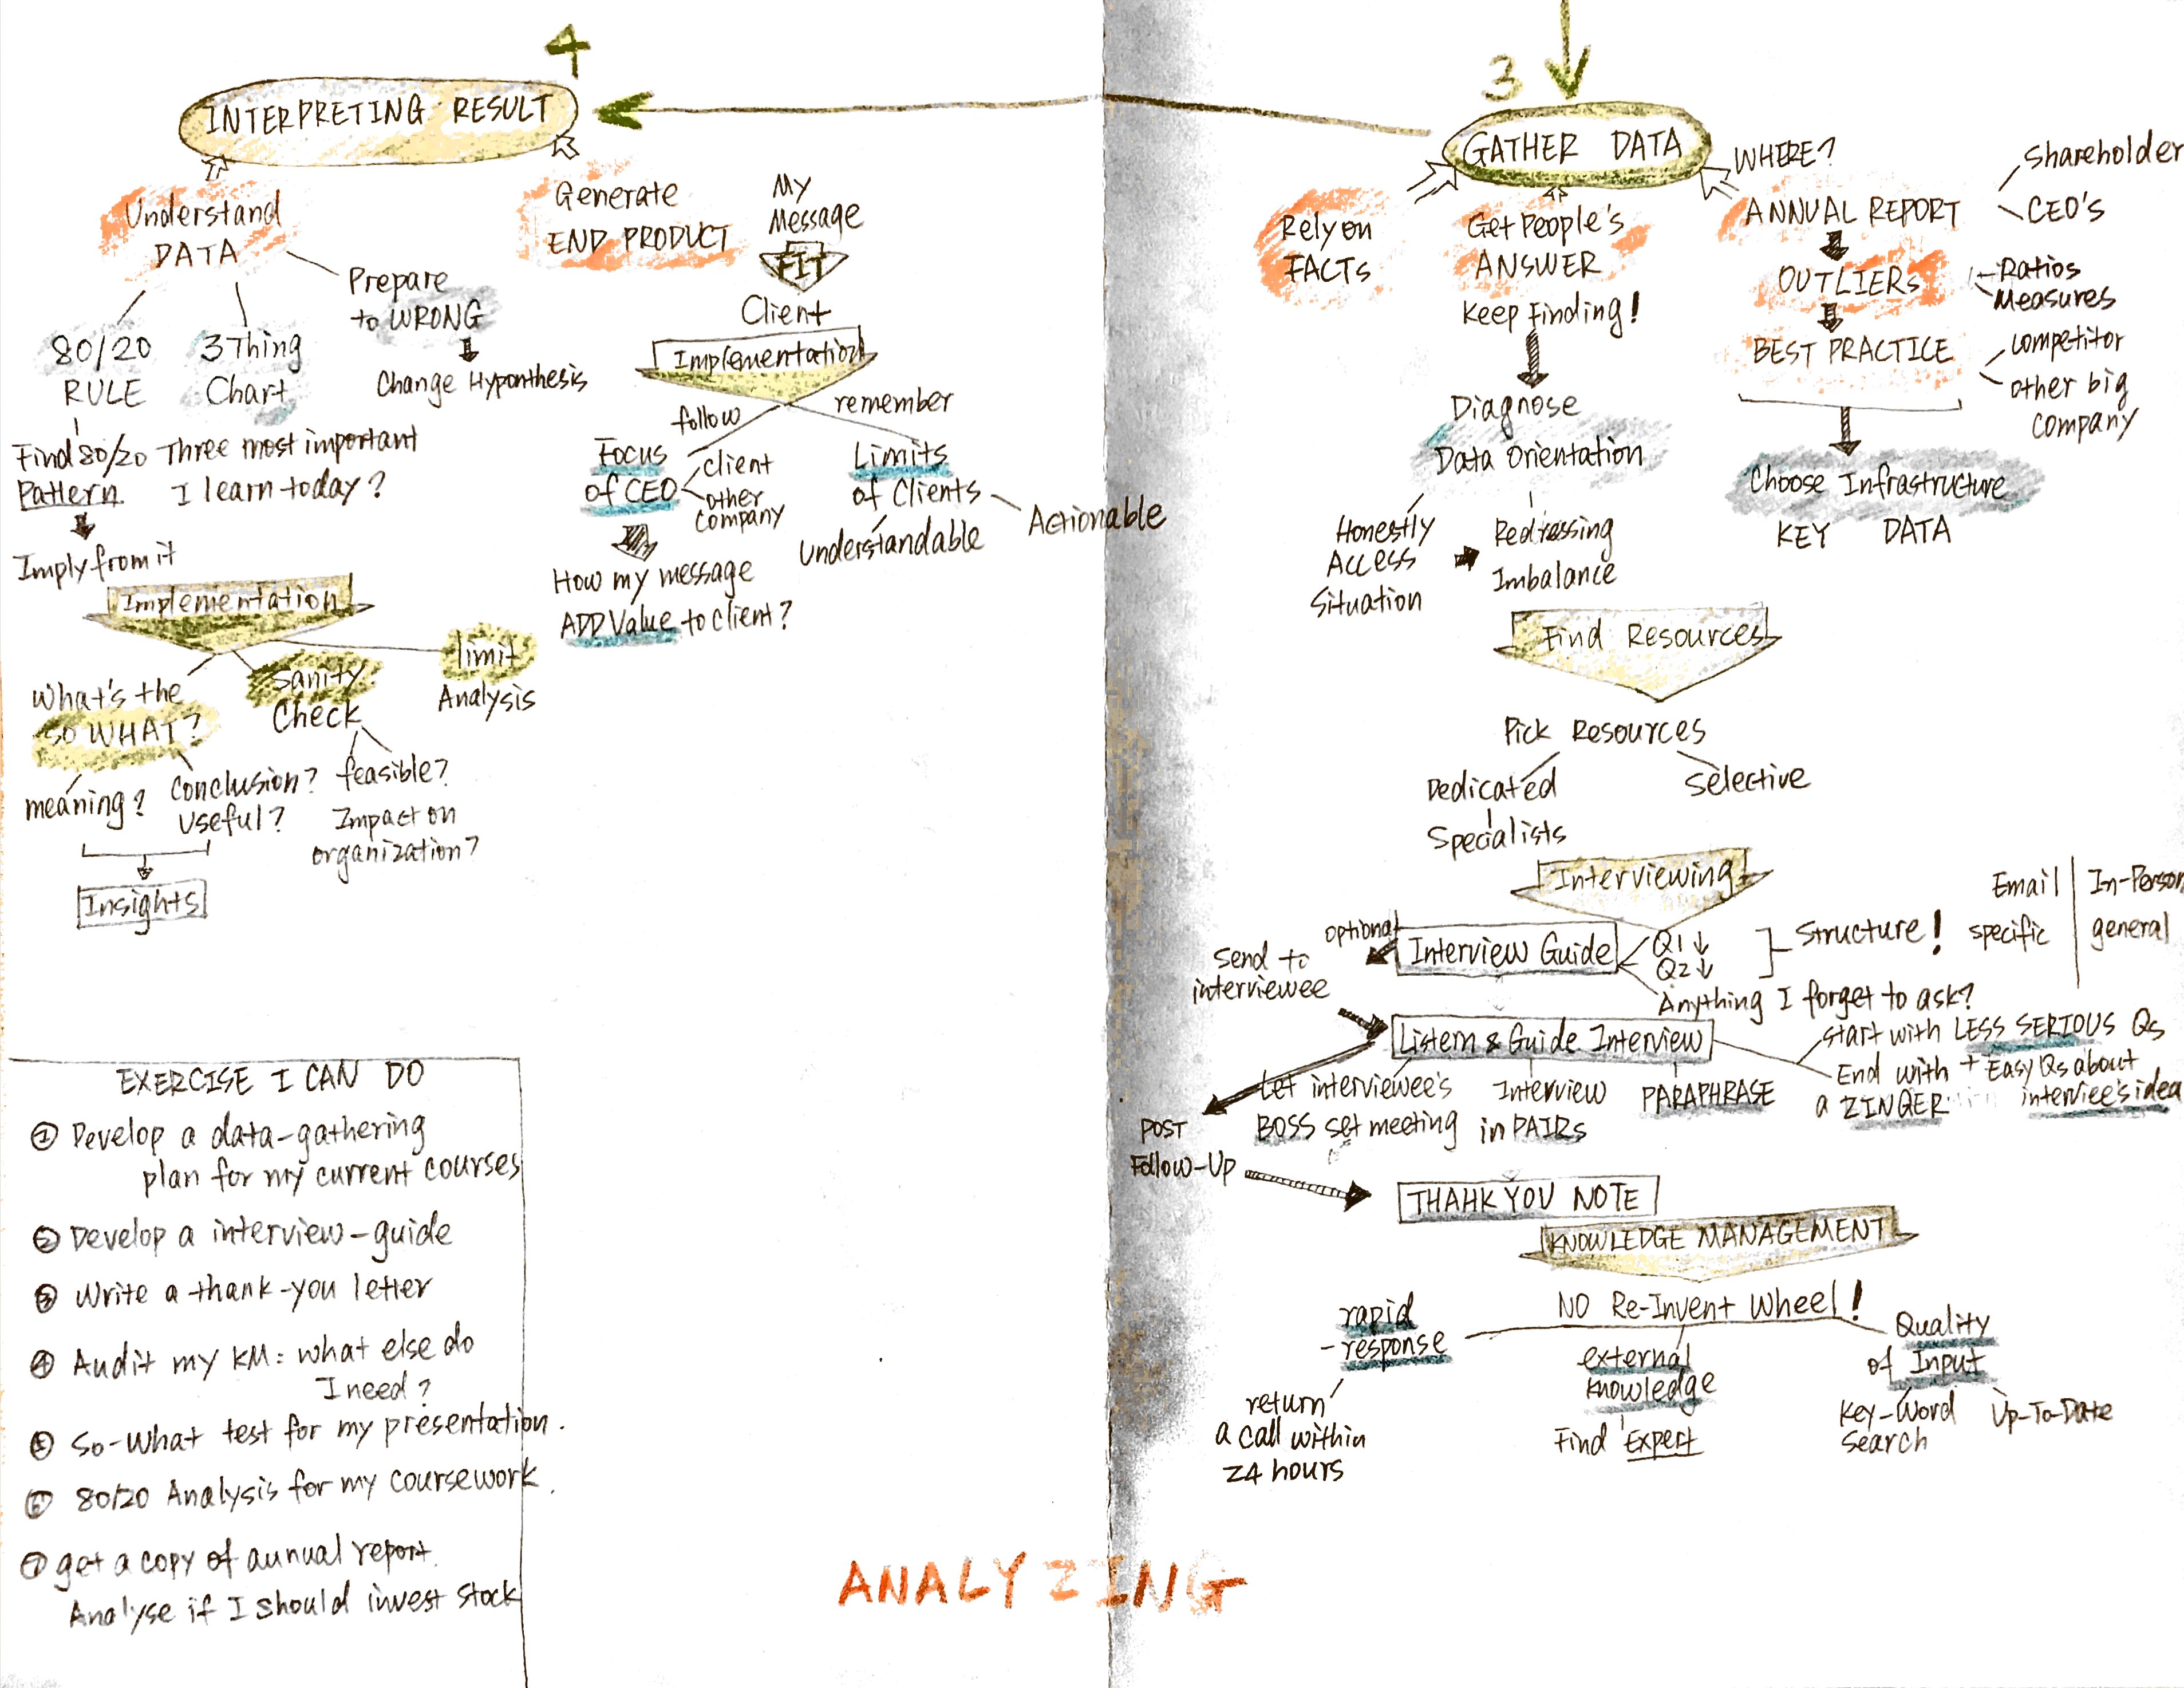 4
INTERPRETING RESULT
Understand
DATA
80/20
RULE
Find 80/20
Pattern
Imply from it
3 Thing
Chart
Three most important
I learn today?
Prepare
to WRONG
Change Hyponthesis
Implementation
What's the
SO WHAT?
meaning?
Conclusion?
Useful?
Insights
Sanity
Check
feasible?
Impact on
organization?
limit
Analysis
Generate
END PRODUCT
My
Message
FIT
Client
Implementation
follow
Focus
of CEO
client
other
company
How my message
ADD Value to client?
remember
Limits
of Clients
Understandable
Actionable
EXERCISE I CAN DO
① Develop a data-gathering
plan for my current courses
② Develop a interview-guide
③ Write a thank-you letter
④ Audit my KM: what else do
I need?
⑤ So-What test for my presentation.
⑥ 80/20 Analysis for my coursework.
⑦ get a copy of aunual report.
Analyse if I should invest stock
3
GATHER DATA
Rely on
FACTs
Get People's
ANSWER
Keep Finding!
Diagnose
Data Orientation
Honestly
Access
Situation
Redressing
Imbalance
WHERE?
ANNUAL REPORT
Shareholder
CEO's
OUTLIERs
Ratios
Measures
BEST PRACTICE
competitor
other big
company
Choose Infrastructure
KEY DATA
Find Resources
Pick Resources
Dedicated
Specialists
Selective
Interviewing
Email
In-Person
specific
general
optional
Send to
interviewee
Interview Guide
Q1↓
Q2↓
Structure!
Anything I forget to ask?
Listem & Guide Interview
Start with LESS SERIOUS Qs
+ Easy Qs about
interviee's idea
End with
a ZINGER
Let interviewee's
BOSS set meeting
Interview
in PAIRs
PARAPHRASE
POST
Follow-Up
THAHK YOU NOTE
KNOWLEDGE MANAGEMENT
NO Re-Invent Wheel!
rapid
-response
return
a call within
24 hours
external
knowledge
Find Expert
Quality
of Input
Key-Word
Search
Up-To-Date
ANALYZING